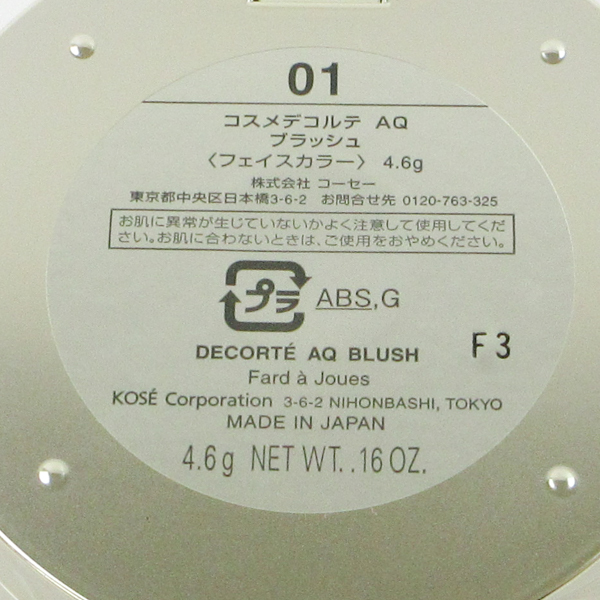 01
コスメデコルテ AQ
ブラッシュ
〈フェイスカラー〉 4.6g
株式会社 コーセー
東京都中央区日本橋3-6-2 お問合せ先 0120-763-325
お肌に異常が生じていないかよく注意して使用してくだ
さい。お肌に合わないときは、ご使用をおやめください。
プラ ABS,G
DECORTÉ AQ BLUSH F3
Fard à Joues
KOSÉ Corporation 3-6-2 NIHONBASHI, TOKYO
MADE IN JAPAN
4.6g NET WT. .16 OZ.